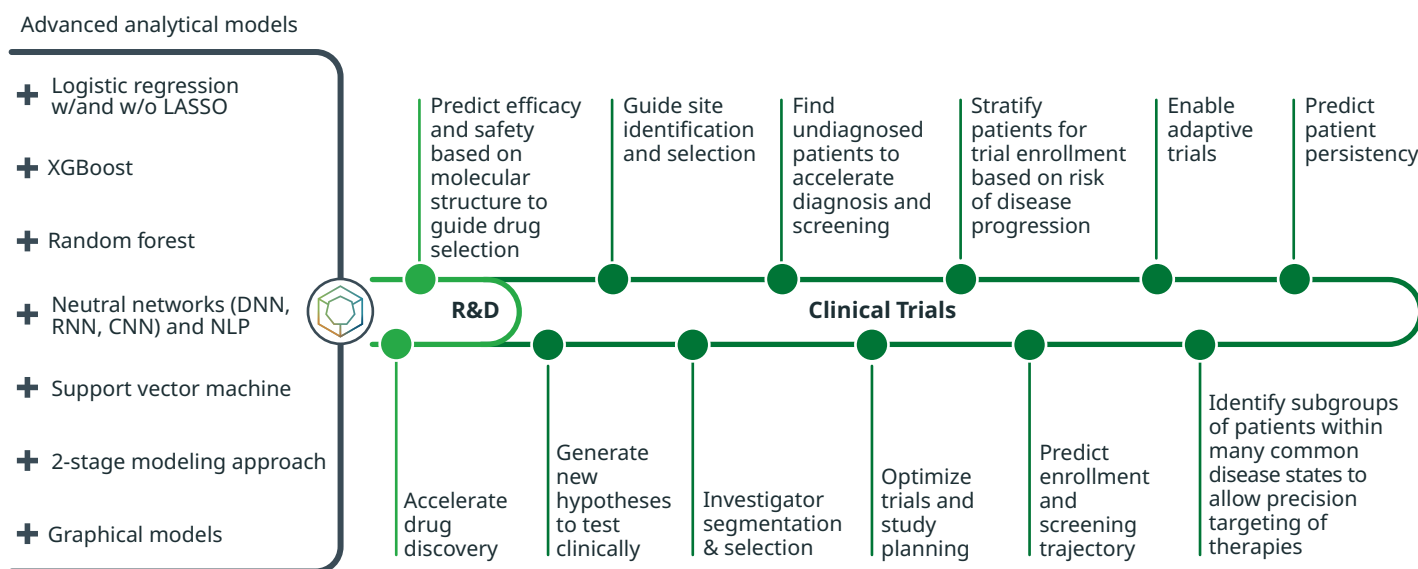 Advanced analytical models
Logistic regression
w/and w/o LASSO
XGBoost
Random forest
Neutral networks (DNN,
RNN, CNN) and NLP
Support vector machine
2-stage modeling approach
Graphical models
Predict efficacy
and safety
based on
molecular
structure to
guide drug
selection
Guide site
identification
and selection
Find
undiagnosed
patients to
accelerate
diagnosis and
screening
Stratify
patients for
trial enrollment
based on risk
of disease
progression
Enable
adaptive
trials
Predict
patient
persistency
R&D
Clinical Trials
Accelerate
drug
discovery
Generate
new
hypotheses
to test
clinically
Investigator
segmentation
& selection
Optimize
trials and
study
planning
Predict
enrollment
and
screening
trajectory
Identify subgroups
of patients within
many common
disease states to
allow precision
targeting of
therapies